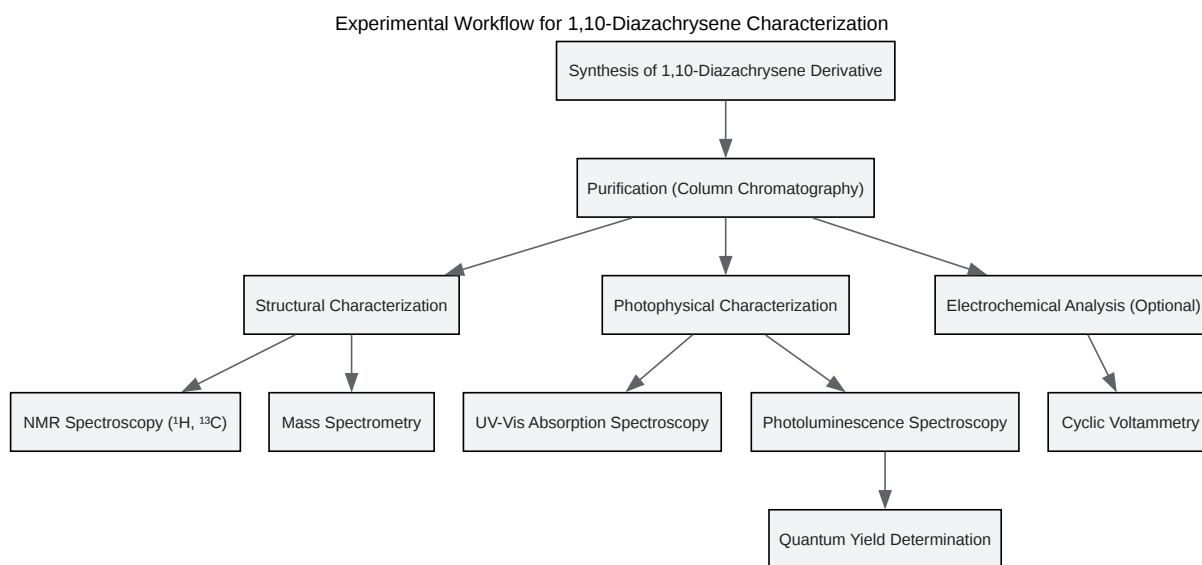 Experimental Workflow for 1,10-Diazachrysene Characterization
Synthesis of 1,10-Diazachrysene Derivative
Purification (Column Chromatography)
Structural Characterization
Photophysical Characterization
Electrochemical Analysis (Optional)
NMR Spectroscopy (¹H, ¹³C)
Mass Spectrometry
UV-Vis Absorption Spectroscopy
Photoluminescence Spectroscopy
Cyclic Voltammetry
Quantum Yield Determination